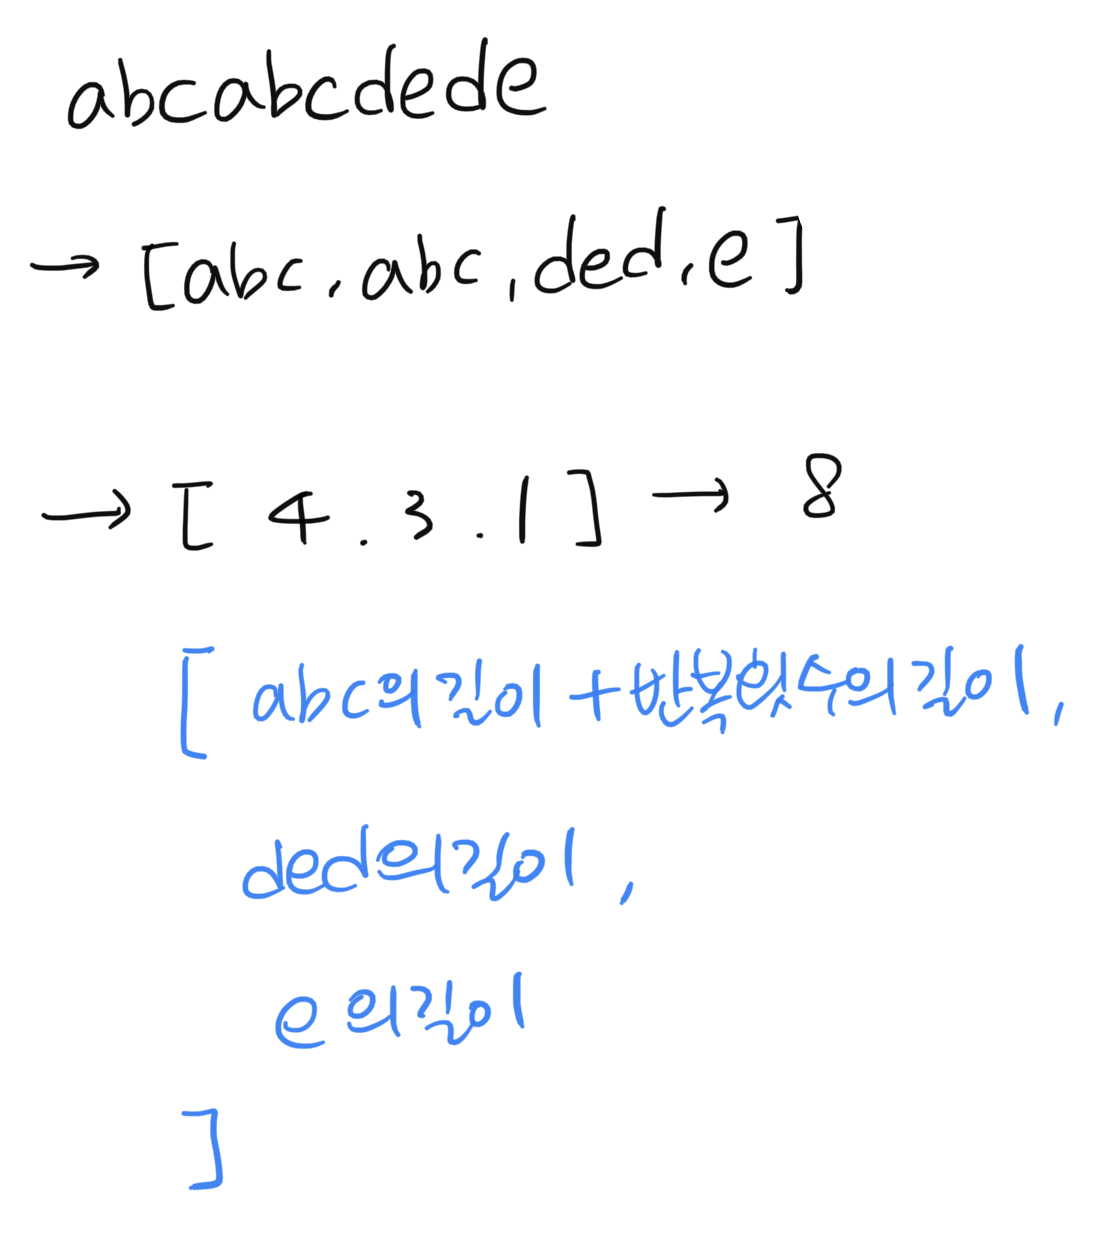 abcabcdede
→ [abc, abc, ded, e]
→ [ 4 . 3 . 1 ] → 8
[ abc의길이 + 반복횟수의길이,
ded의길이,
e의길이
]